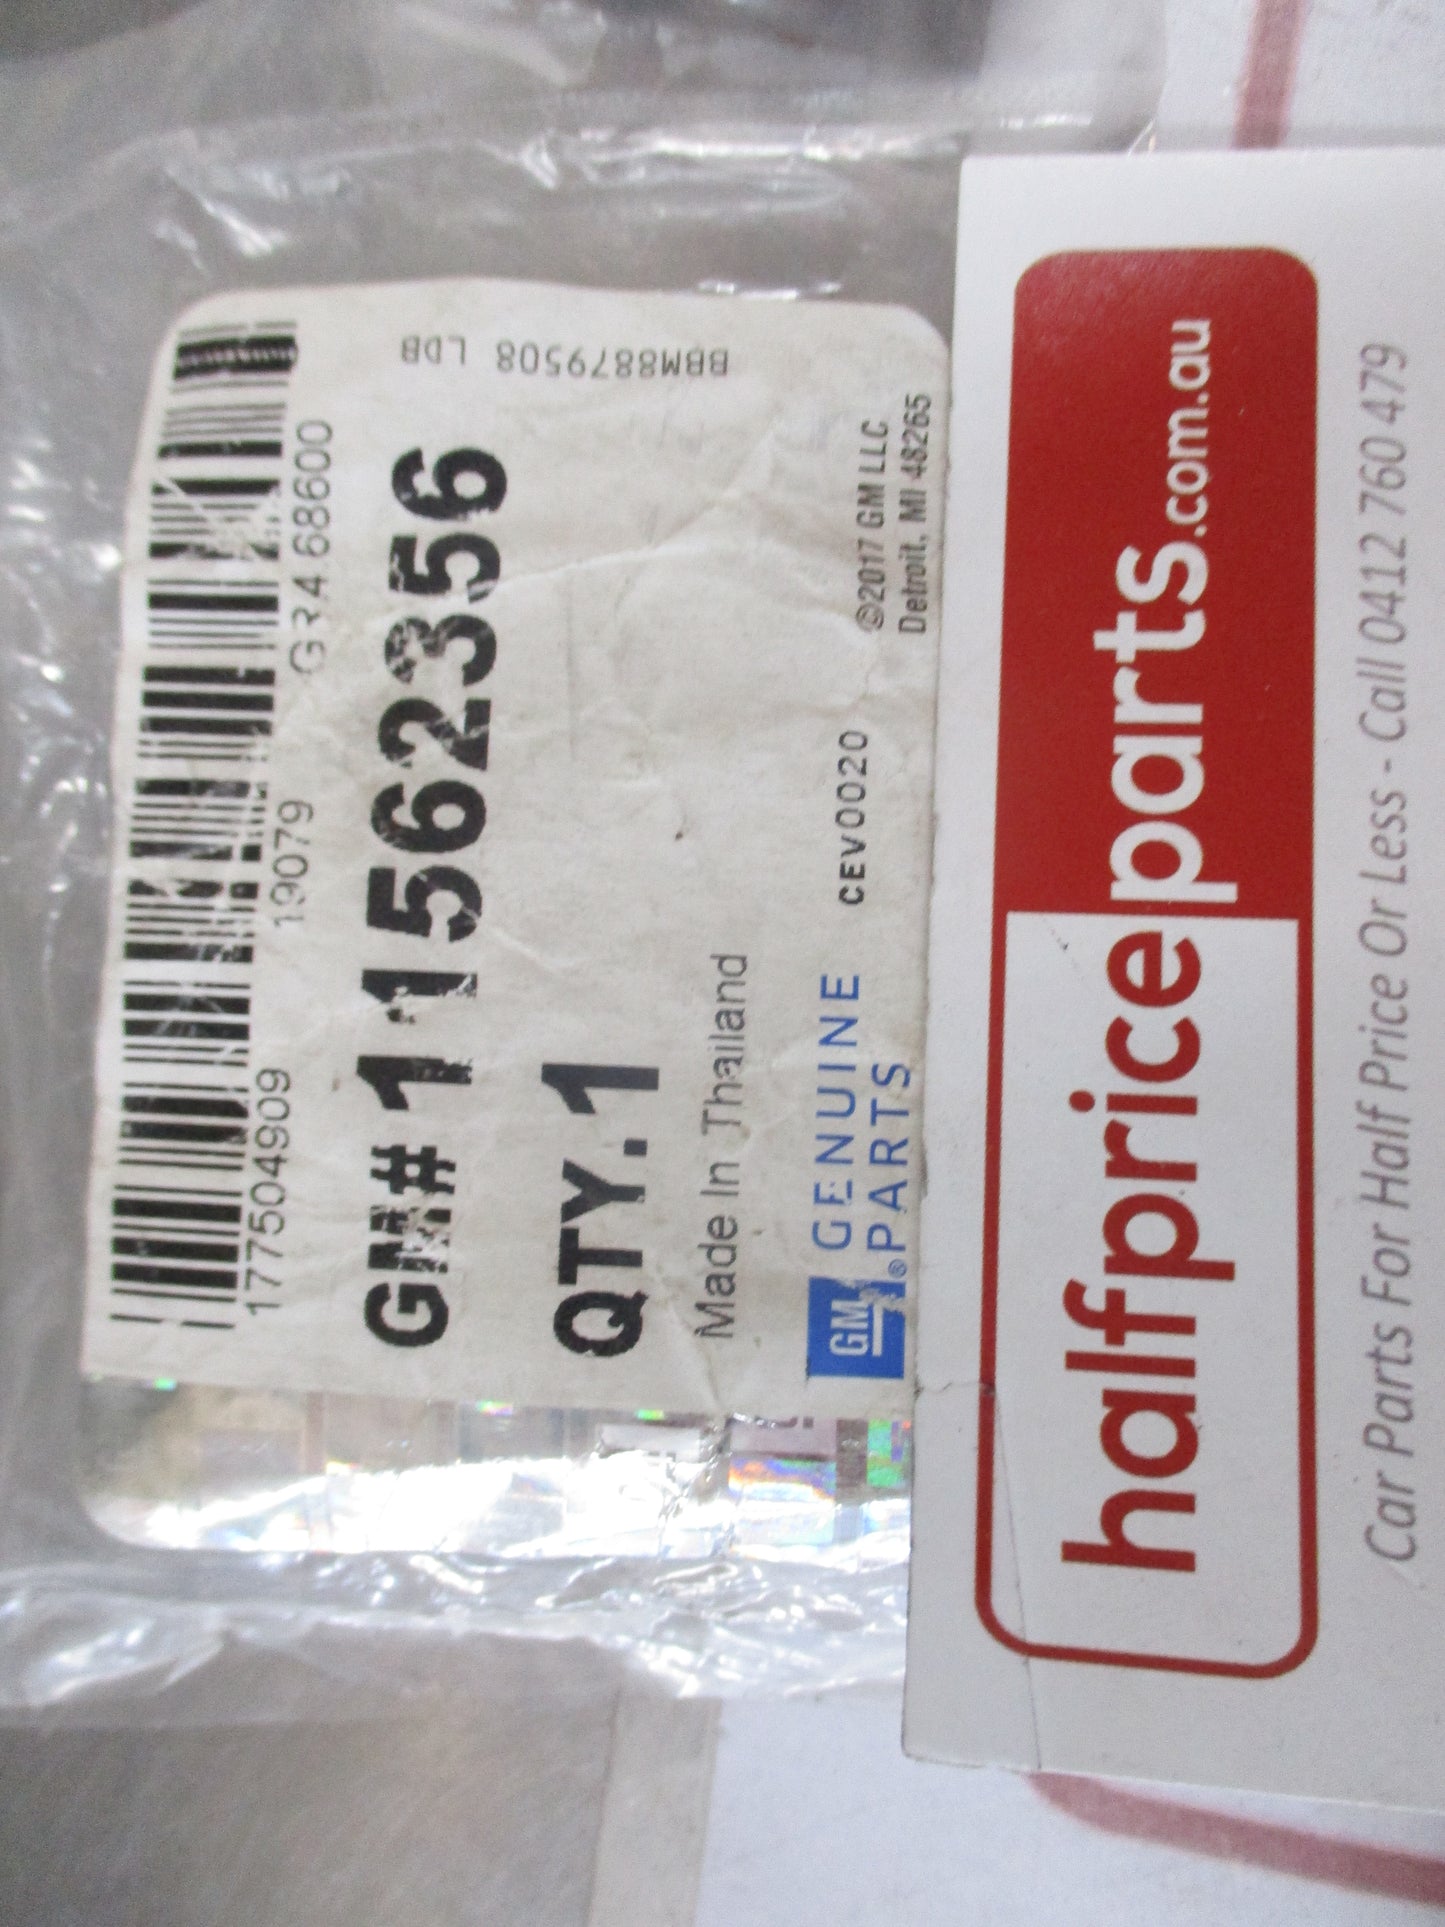 177504909 19079 GR4.68600
GM# 11562356
QTY. 1
Made In Thailand
GM GENUINE
®PARTS
CEV0020
©2017 GM LLC
Detroit, MI 48265
BBM8879508 LDB
halfpriceparts.com.au
Car Parts For Half Price Or Less - Call 0412 760 479